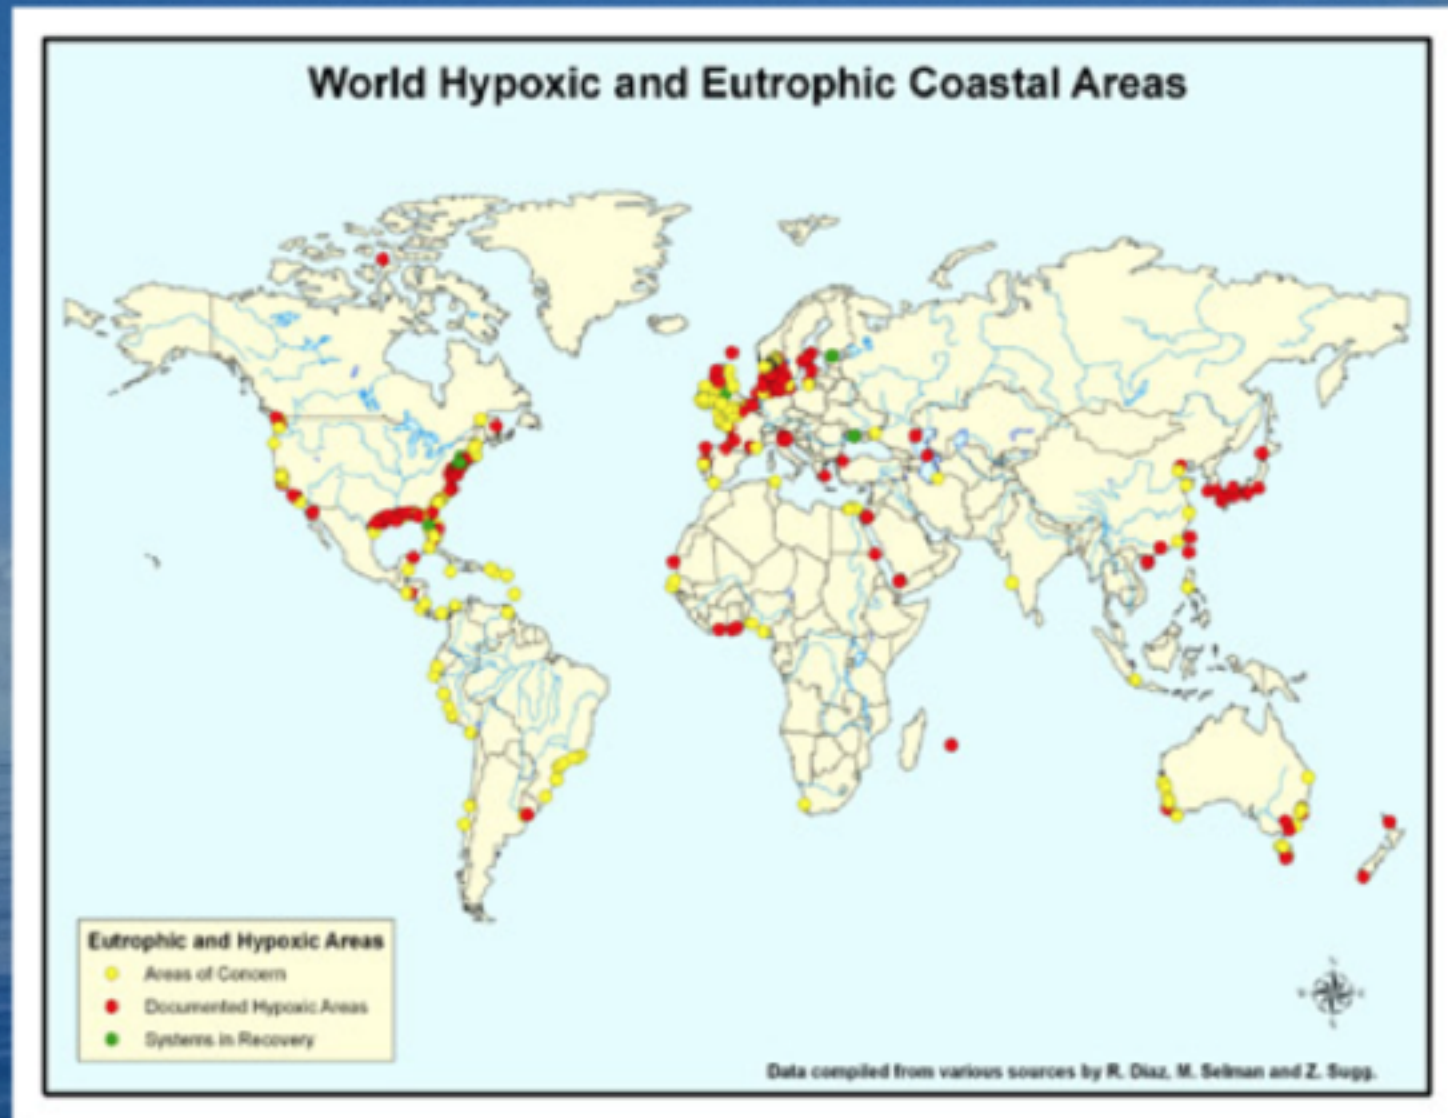 World Hypoxic and Eutrophic Coastal Areas
Eutrophic and Hypoxic Areas
Areas of Concern
Documented Hypoxic Areas
Systems in Recovery
Data compiled from various sources by R. Diaz, M. Selman and Z. Sugg.